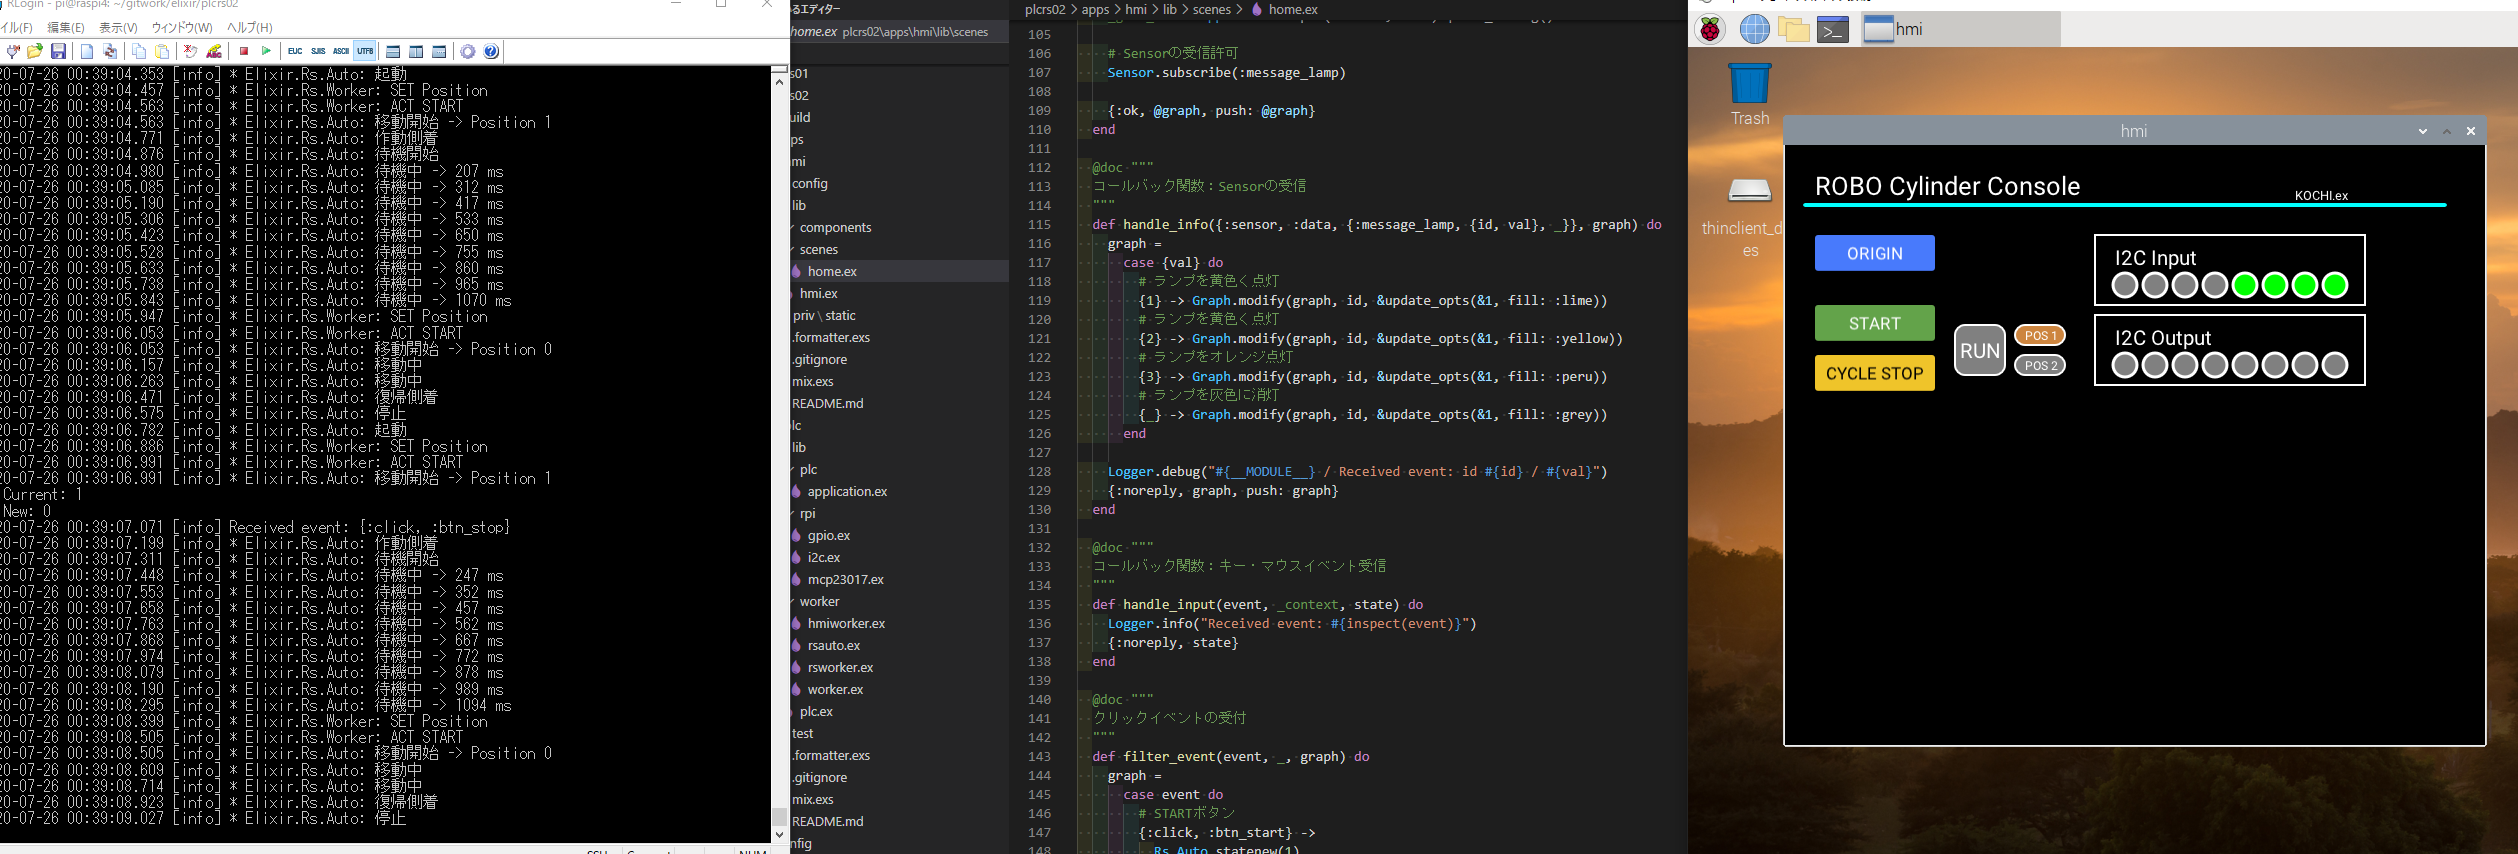 RLogin - pi@raspi4: ~/gitwork/elixir/plcrs02
イル(F) 編集(E) 表示(V) ウィンドウ(W) ヘルプ(H)
EUC SJIS ASCII UTF8
20-07-26 00:39:04.353 [info] * Elixir.Rs.Auto: 起動
20-07-26 00:39:04.457 [info] * Elixir.Rs.Worker: SET Position
20-07-26 00:39:04.563 [info] * Elixir.Rs.Worker: ACT START
20-07-26 00:39:04.563 [info] * Elixir.Rs.Auto: 移動開始 -> Position 1
20-07-26 00:39:04.771 [info] * Elixir.Rs.Auto: 作動側着
20-07-26 00:39:04.876 [info] * Elixir.Rs.Auto: 待機開始
20-07-26 00:39:04.980 [info] * Elixir.Rs.Auto: 待機中 -> 207 ms
20-07-26 00:39:05.085 [info] * Elixir.Rs.Auto: 待機中 -> 312 ms
20-07-26 00:39:05.190 [info] * Elixir.Rs.Auto: 待機中 -> 417 ms
20-07-26 00:39:05.306 [info] * Elixir.Rs.Auto: 待機中 -> 533 ms
20-07-26 00:39:05.423 [info] * Elixir.Rs.Auto: 待機中 -> 650 ms
20-07-26 00:39:05.528 [info] * Elixir.Rs.Auto: 待機中 -> 755 ms
20-07-26 00:39:05.633 [info] * Elixir.Rs.Auto: 待機中 -> 860 ms
20-07-26 00:39:05.738 [info] * Elixir.Rs.Auto: 待機中 -> 965 ms
20-07-26 00:39:05.843 [info] * Elixir.Rs.Auto: 待機中 -> 1070 ms
20-07-26 00:39:05.947 [info] * Elixir.Rs.Worker: SET Position
20-07-26 00:39:06.053 [info] * Elixir.Rs.Worker: ACT START
20-07-26 00:39:06.053 [info] * Elixir.Rs.Auto: 移動開始 -> Position 0
20-07-26 00:39:06.157 [info] * Elixir.Rs.Auto: 移動中
20-07-26 00:39:06.263 [info] * Elixir.Rs.Auto: 移動中
20-07-26 00:39:06.471 [info] * Elixir.Rs.Auto: 復帰側着
20-07-26 00:39:06.575 [info] * Elixir.Rs.Auto: 停止
20-07-26 00:39:06.782 [info] * Elixir.Rs.Auto: 起動
20-07-26 00:39:06.886 [info] * Elixir.Rs.Worker: SET Position
20-07-26 00:39:06.991 [info] * Elixir.Rs.Worker: ACT START
20-07-26 00:39:06.991 [info] * Elixir.Rs.Auto: 移動開始 -> Position 1
Current: 1
New: 0
20-07-26 00:39:07.071 [info] Received event: {:click, :btn_stop}
20-07-26 00:39:07.199 [info] * Elixir.Rs.Auto: 作動側着
20-07-26 00:39:07.311 [info] * Elixir.Rs.Auto: 待機開始
20-07-26 00:39:07.448 [info] * Elixir.Rs.Auto: 待機中 -> 247 ms
20-07-26 00:39:07.553 [info] * Elixir.Rs.Auto: 待機中 -> 352 ms
20-07-26 00:39:07.658 [info] * Elixir.Rs.Auto: 待機中 -> 457 ms
20-07-26 00:39:07.763 [info] * Elixir.Rs.Auto: 待機中 -> 562 ms
20-07-26 00:39:07.868 [info] * Elixir.Rs.Auto: 待機中 -> 667 ms
20-07-26 00:39:07.974 [info] * Elixir.Rs.Auto: 待機中 -> 772 ms
20-07-26 00:39:08.079 [info] * Elixir.Rs.Auto: 待機中 -> 878 ms
20-07-26 00:39:08.190 [info] * Elixir.Rs.Auto: 待機中 -> 989 ms
20-07-26 00:39:08.295 [info] * Elixir.Rs.Auto: 待機中 -> 1094 ms
20-07-26 00:39:08.399 [info] * Elixir.Rs.Worker: SET Position
20-07-26 00:39:08.505 [info] * Elixir.Rs.Worker: ACT START
20-07-26 00:39:08.505 [info] * Elixir.Rs.Auto: 移動開始 -> Position 0
20-07-26 00:39:08.609 [info] * Elixir.Rs.Auto: 移動中
20-07-26 00:39:08.714 [info] * Elixir.Rs.Auto: 移動中
20-07-26 00:39:08.923 [info] * Elixir.Rs.Auto: 復帰側着
20-07-26 00:39:09.027 [info] * Elixir.Rs.Auto: 停止
るエディター
home.ex plcrs02\apps\hmi\lib\scenes
s01
s02
uild
ps
mi
config
lib
components
scenes
home.ex
hmi.ex
priv \ static
.formatter.exs
.gitignore
mix.exs
README.md
lc
lib
plc
application.ex
rpi
gpio.ex
i2c.ex
mcp23017.ex
worker
hmiworker.ex
rsauto.ex
rsworker.ex
worker.ex
plc.ex
test
.formatter.exs
.gitignore
mix.exs
README.md
nfig
plcrs02 > apps > hmi > lib > scenes > home.ex
105
106 # Sensorの受信許可
107 Sensor.subscribe(:message_lamp)
108
109 {:ok, @graph, push: @graph}
110 end
111
112 @doc """
113 コールバック関数：Sensorの受信
114 """
115 def handle_info({:sensor, :data, {:message_lamp, {id, val}, _}}, graph) do
116 graph =
117 case {val} do
118 # ランプを黄色く点灯
119 {1} -> Graph.modify(graph, id, &update_opts(&1, fill: :lime))
120 # ランプを黄色く点灯
121 {2} -> Graph.modify(graph, id, &update_opts(&1, fill: :yellow))
122 # ランプをオレンジ点灯
123 {3} -> Graph.modify(graph, id, &update_opts(&1, fill: :peru))
124 # ランプを灰色に消灯
125 {_} -> Graph.modify(graph, id, &update_opts(&1, fill: :grey))
126 end
127
128 Logger.debug("#{__MODULE__} / Received event: id #{id} / #{val}")
129 {:noreply, graph, push: graph}
130 end
131
132 @doc """
133 コールバック関数：キー・マウスイベント受信
134 """
135 def handle_input(event, _context, state) do
136 Logger.info("Received event: #{inspect(event)}")
137 {:noreply, state}
138 end
139
140 @doc """
141 クリックイベントの受付
142 """
143 def filter_event(event, _, graph) do
144 graph =
145 case event do
146 # STARTボタン
147 {:click, :btn_start} ->
148 Rs.Auto.statenew(1)
hmi
Trash
thinclient_d
es
hmi
ROBO Cylinder Console
KOCHI.ex
ORIGIN
START
CYCLE STOP
RUN
POS 1
POS 2
I2C Input
I2C Output